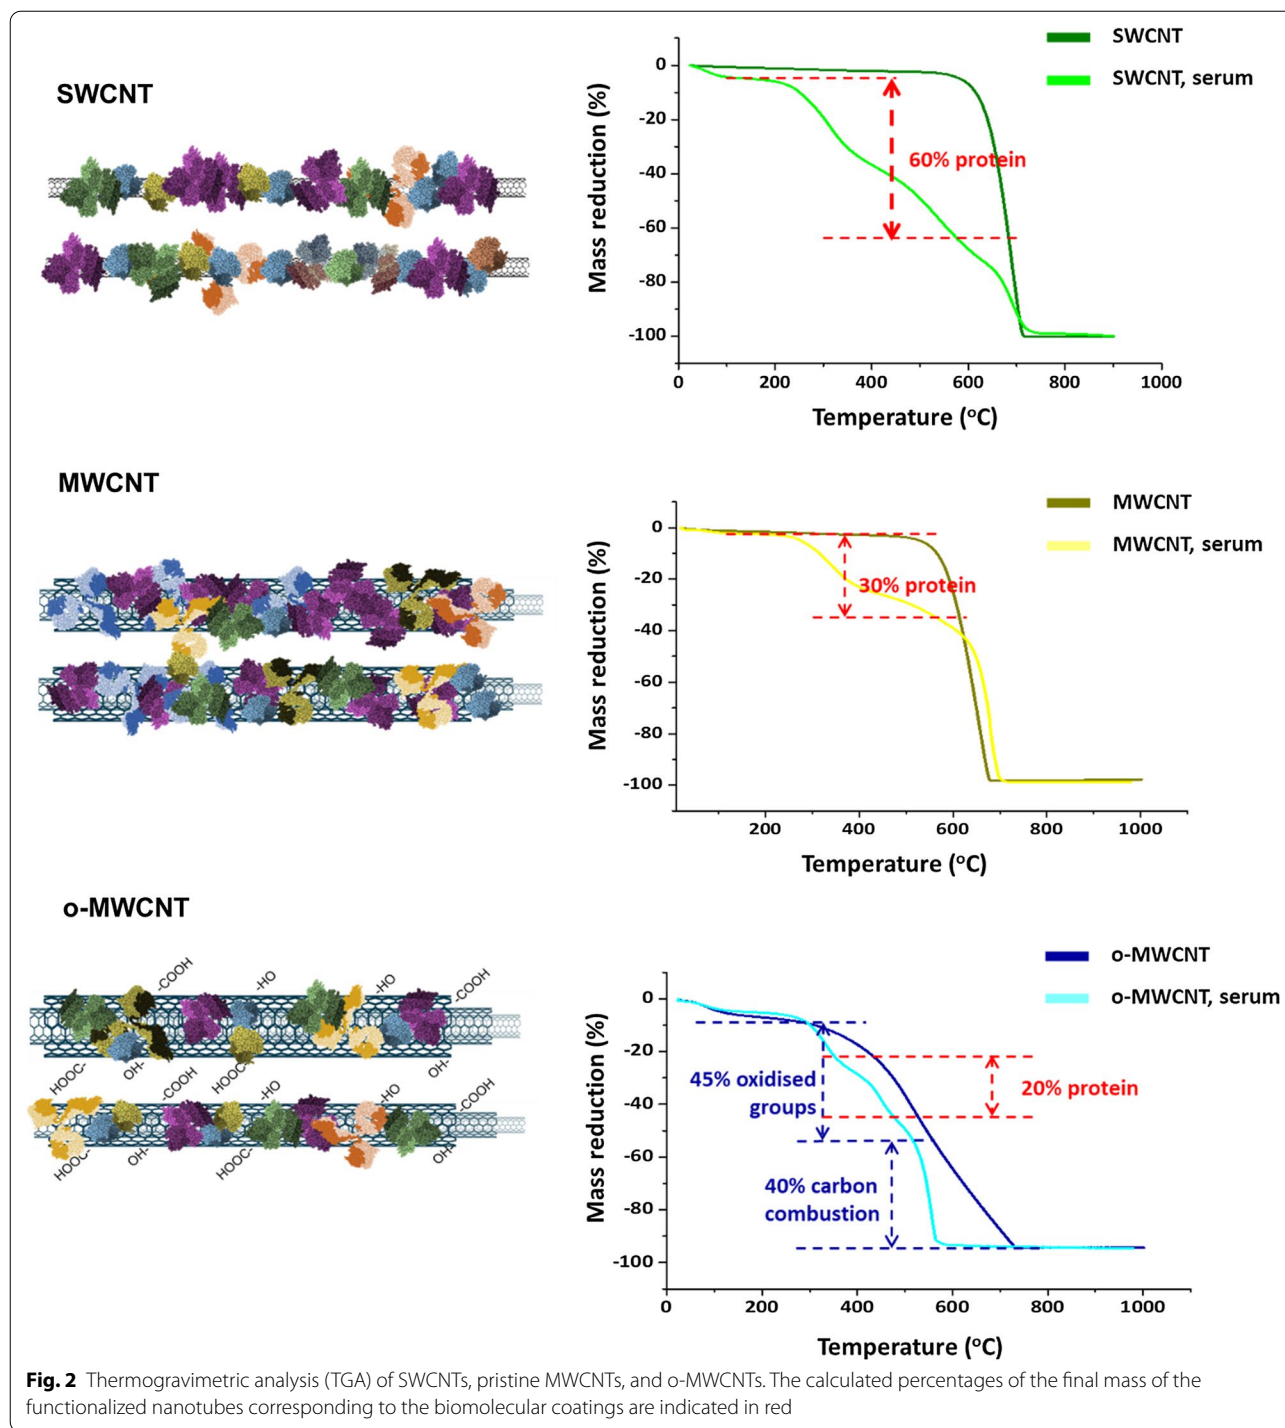 SWCNT
SWCNT
SWCNT, serum
0
-20
-40
-60
-80
-100
Mass reduction (%)
60% protein
0
200
400
600
800
1000
Temperature (oC)
MWCNT
MWCNT
MWCNT, serum
0
-20
-40
-60
-80
-100
Mass reduction (%)
30% protein
200
400
600
800
1000
Temperature (oC)
o-MWCNT
-COOH
-HO
-HO
-COOH
HOOC-
OH-
HOOC-
OH-
-COOH
-HO
-HO
-COOH
HOOC-
OH-
HOOC-
OH-
o-MWCNT
o-MWCNT, serum
0
-20
-40
-60
-80
-100
Mass reduction (%)
45% oxidised
groups
20% protein
40% carbon
combustion
0
200
400
600
800
1000
Temperature (oC)
Fig. 2 Thermogravimetric analysis (TGA) of SWCNTs, pristine MWCNTs, and o-MWCNTs. The calculated percentages of the final mass of the
functionalized nanotubes corresponding to the biomolecular coatings are indicated in red